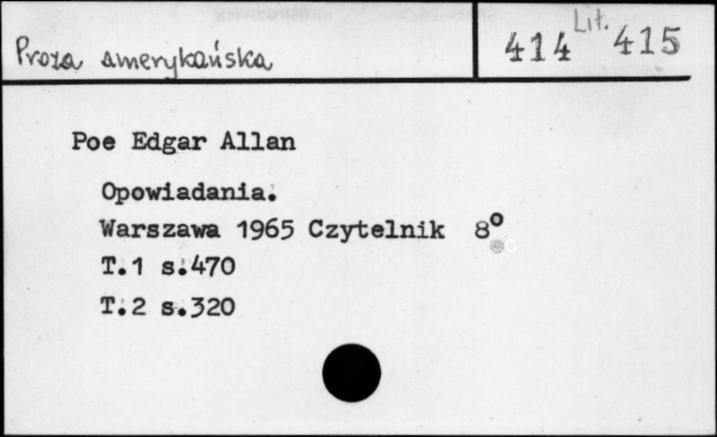 Proza amerykańska
Lit.
414 415
Poe Edgar Allan
Opowiadania.
Warszawa 1965 Czytelnik 8°
T.1 s.470
T.2 s.320